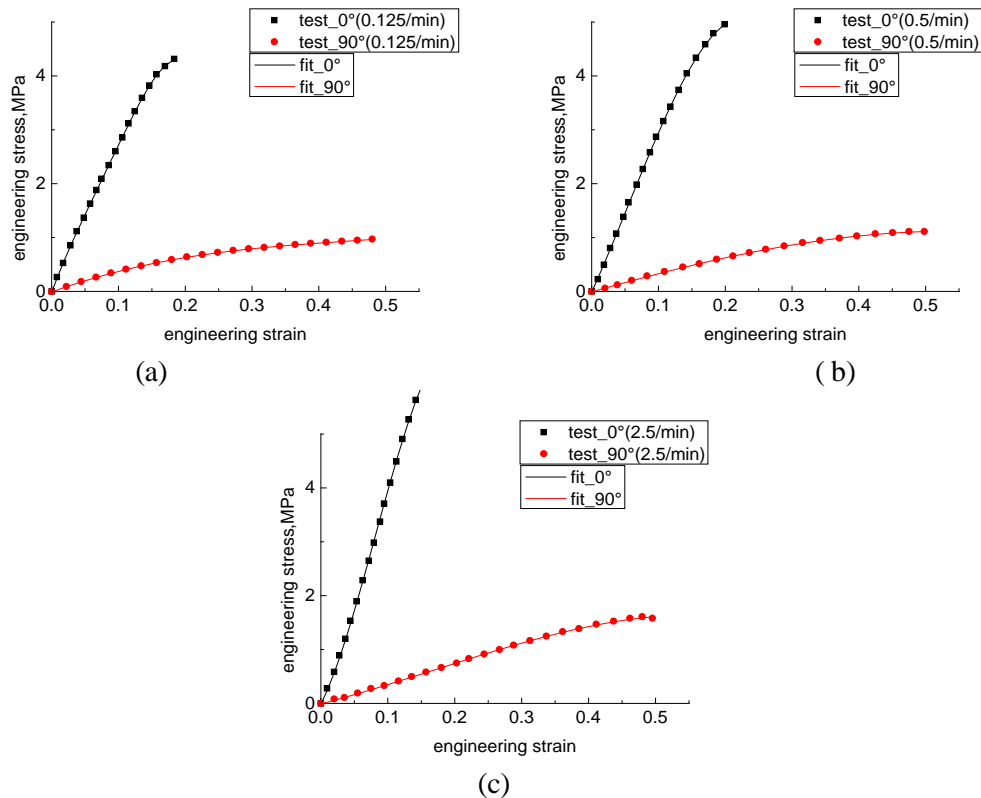 test_0°(0.125/min)
test_90°(0.125/min)
fit_0°
fit_90°
engineering stress,MPa
4
2
0
0.0 0.1 0.2 0.3 0.4 0.5
engineering strain
(a)
test_0°(0.5/min)
test_90°(0.5/min)
fit_0°
fit_90°
engineering stress,MPa
4
2
0
0.0 0.1 0.2 0.3 0.4 0.5
engineering strain
( b)
test_0°(2.5/min)
test_90°(2.5/min)
fit_0°
fit_90°
engineering stress,MPa
4
2
0
0.0 0.1 0.2 0.3 0.4 0.5
engineering strain
(c)